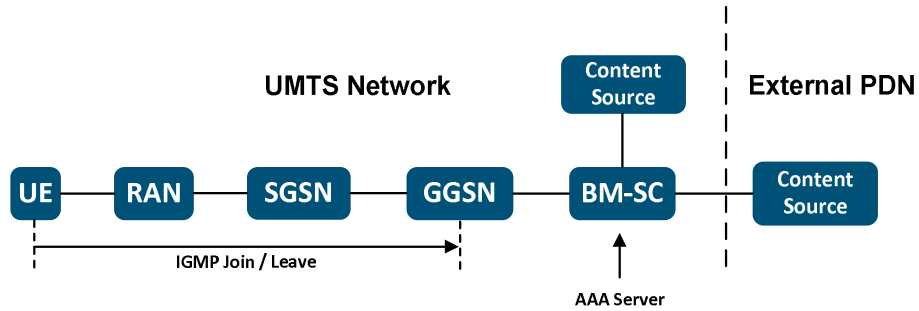 UMTS Network
External PDN
Content
Source
UE
RAN
SGSN
GGSN
BM-SC
Content
Source
IGMP Join / Leave
AAA Server